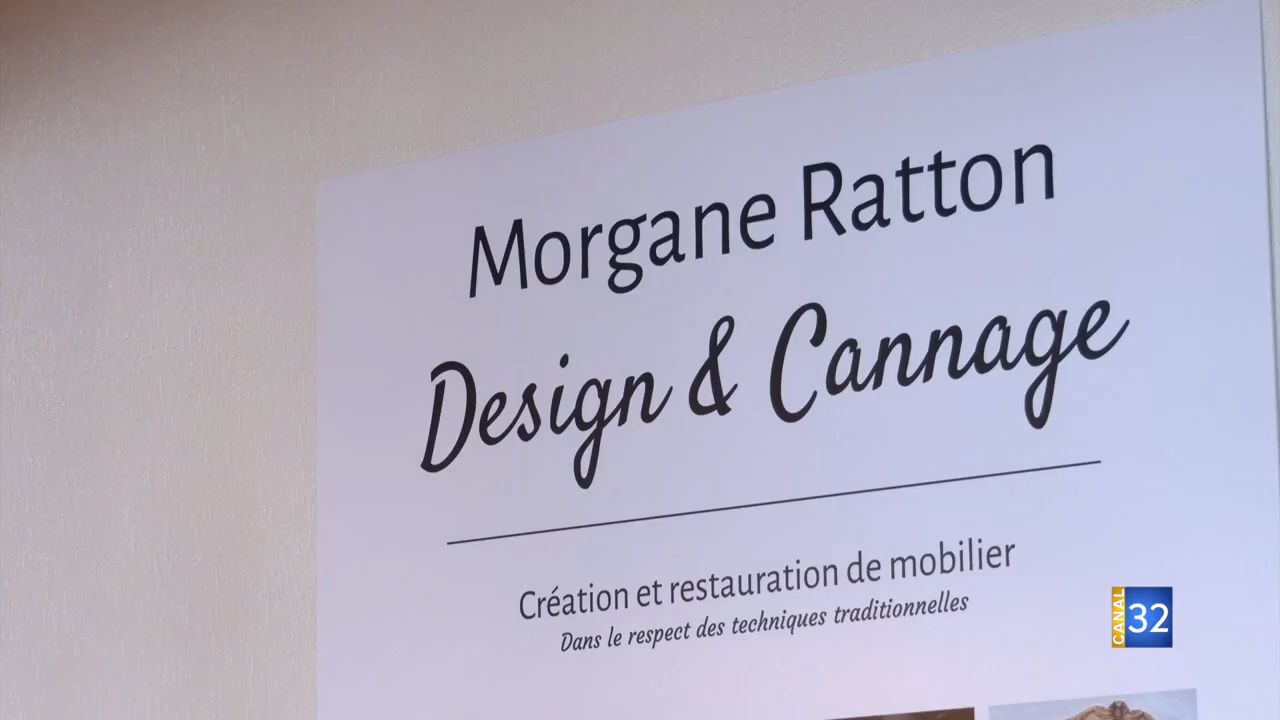 Morgane Ratton
Design & Cannage
Création et restauration de mobilier
Dans le respect des techniques traditionnelles
CANAL
32